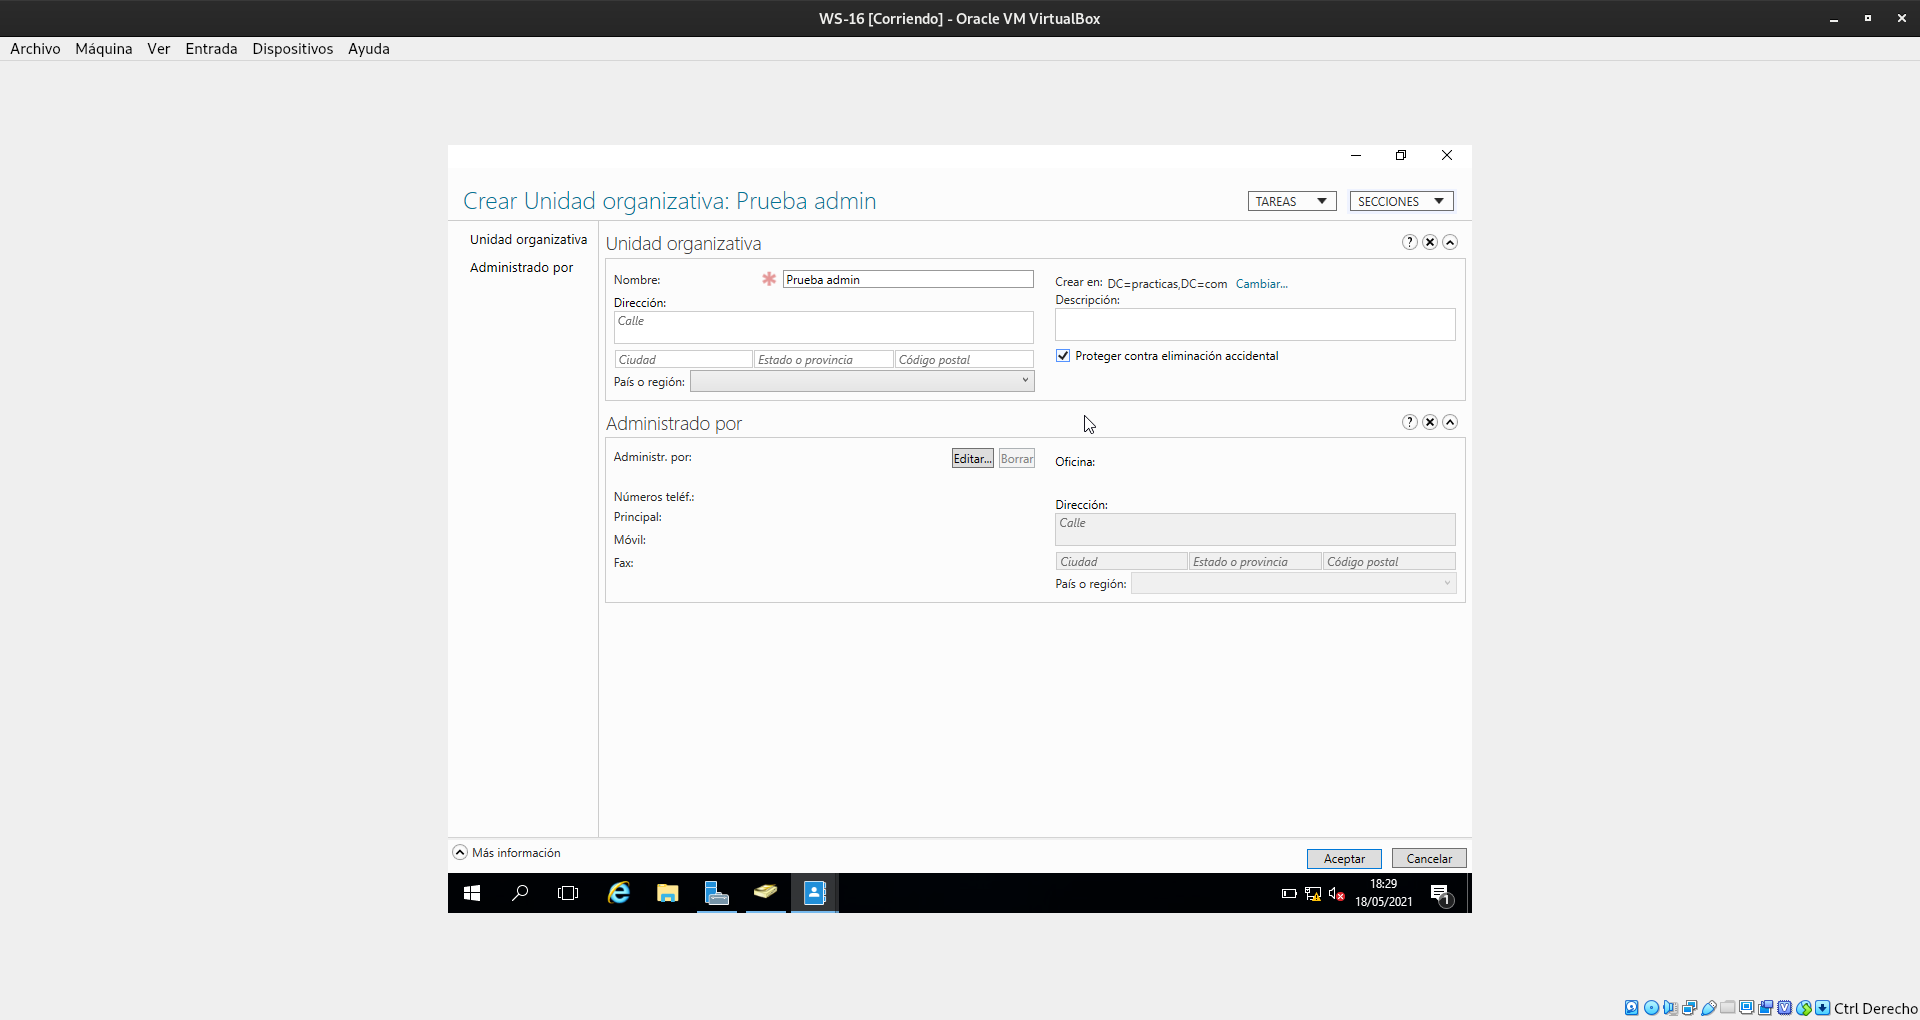 WS-16 [Corriendo] - Oracle VM VirtualBox
Archivo Máquina Ver Entrada Dispositivos Ayuda
Crear Unidad organizativa: Prueba admin
TAREAS
SECCIONES
Unidad organizativa
Administrado por
Unidad organizativa
Nombre: Prueba admin
Dirección:
Calle
Ciudad Estado o provincia Código postal
País o región:
Crear en: DC=practicas,DC=com Cambiar...
Descripción:
Proteger contra eliminación accidental
Administrado por
Administr. por: Editar... Borrar
Números teléf.:
Principal:
Móvil:
Fax:
Oficina:
Dirección:
Calle
Ciudad Estado o provincia Código postal
País o región:
Más información
Aceptar Cancelar
18:29
18/05/2021
1
Ctrl Derecho